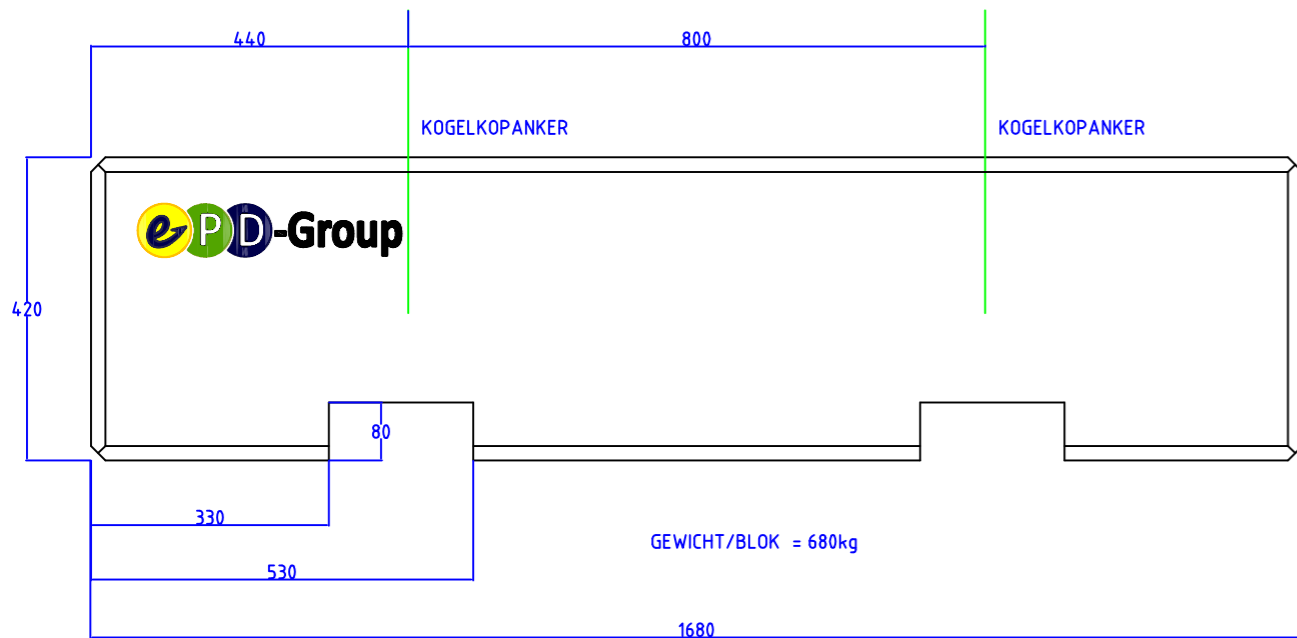 440
800
KOGELKOPANKER
KOGELKOPANKER
ePD-Group
420
80
330
GEWICHT/BLOK = 680kg
530
1680